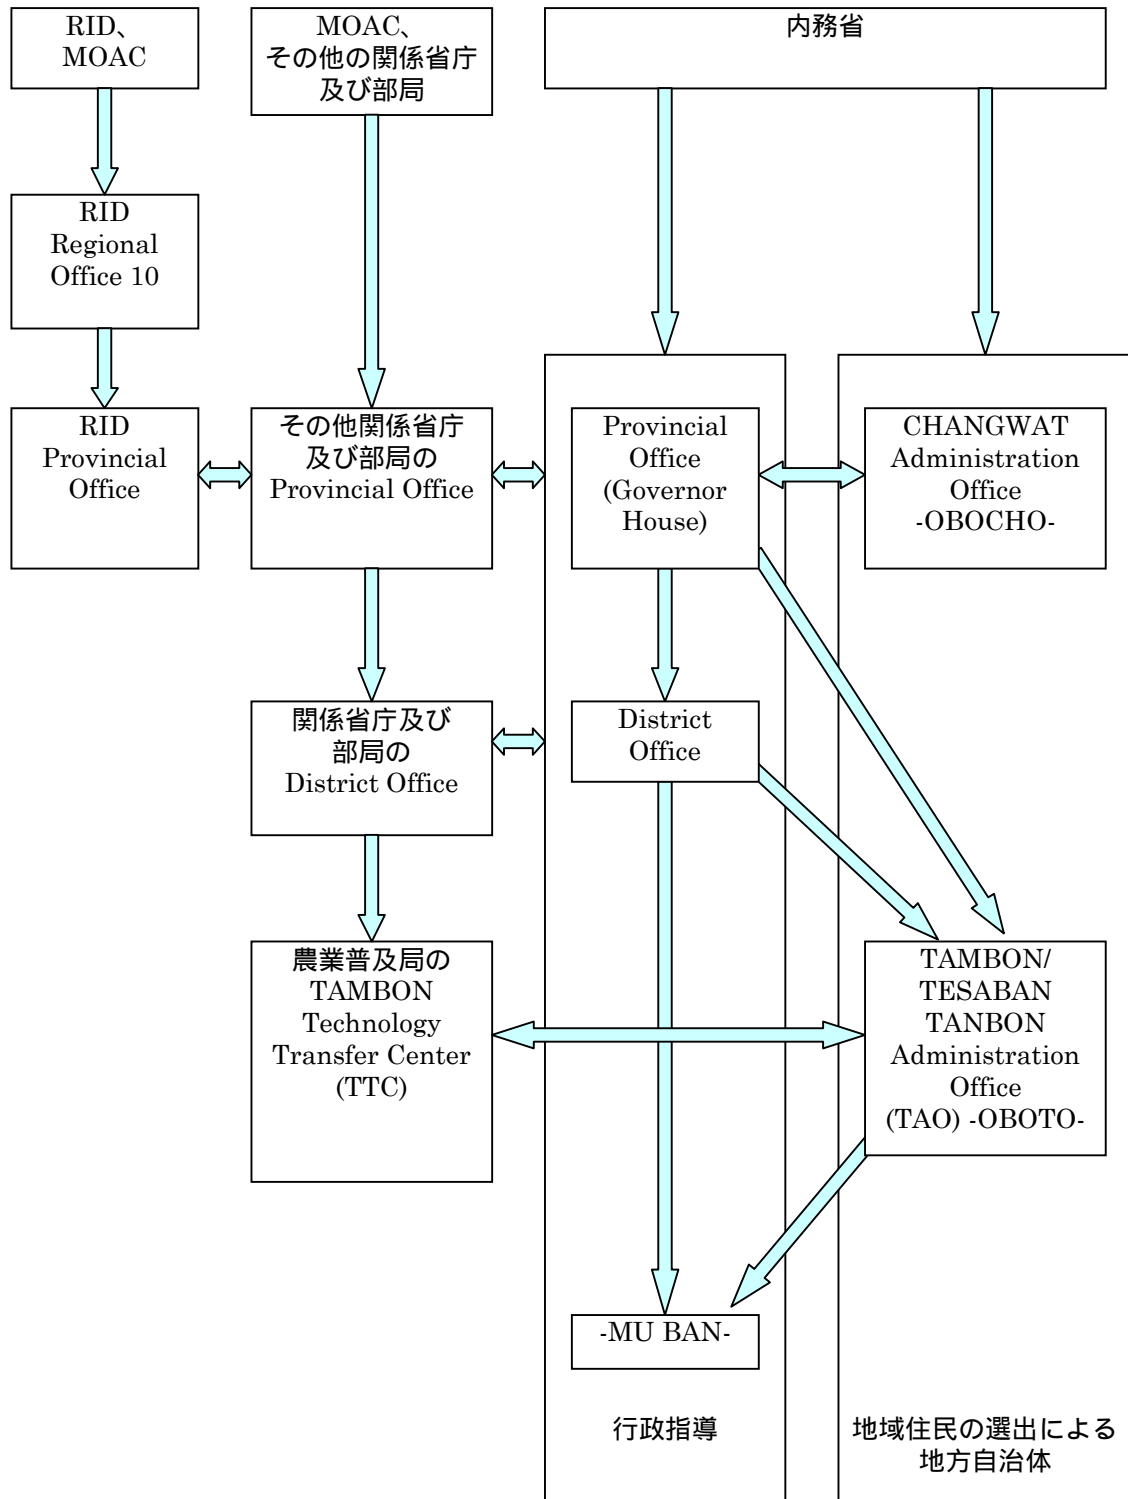 RID、
MOAC
MOAC、
その他の関係省庁
及び部局
内務省
RID
Regional
Office 10
RID
Provincial
Office
その他関係省庁
及び部局の
Provincial Office
Provincial
Office
(Governor
House)
CHANGWAT
Administration
Office
-OBOCHO-
関係省庁及び
部局の
District Office
District
Office
農業普及局の
TAMBON
Technology
Transfer Center
(TTC)
TAMBON/
TESABAN
TANBON
Administration
Office
(TAO) -OBOTO-
-MU BAN-
行政指導
地域住民の選出による
地方自治体